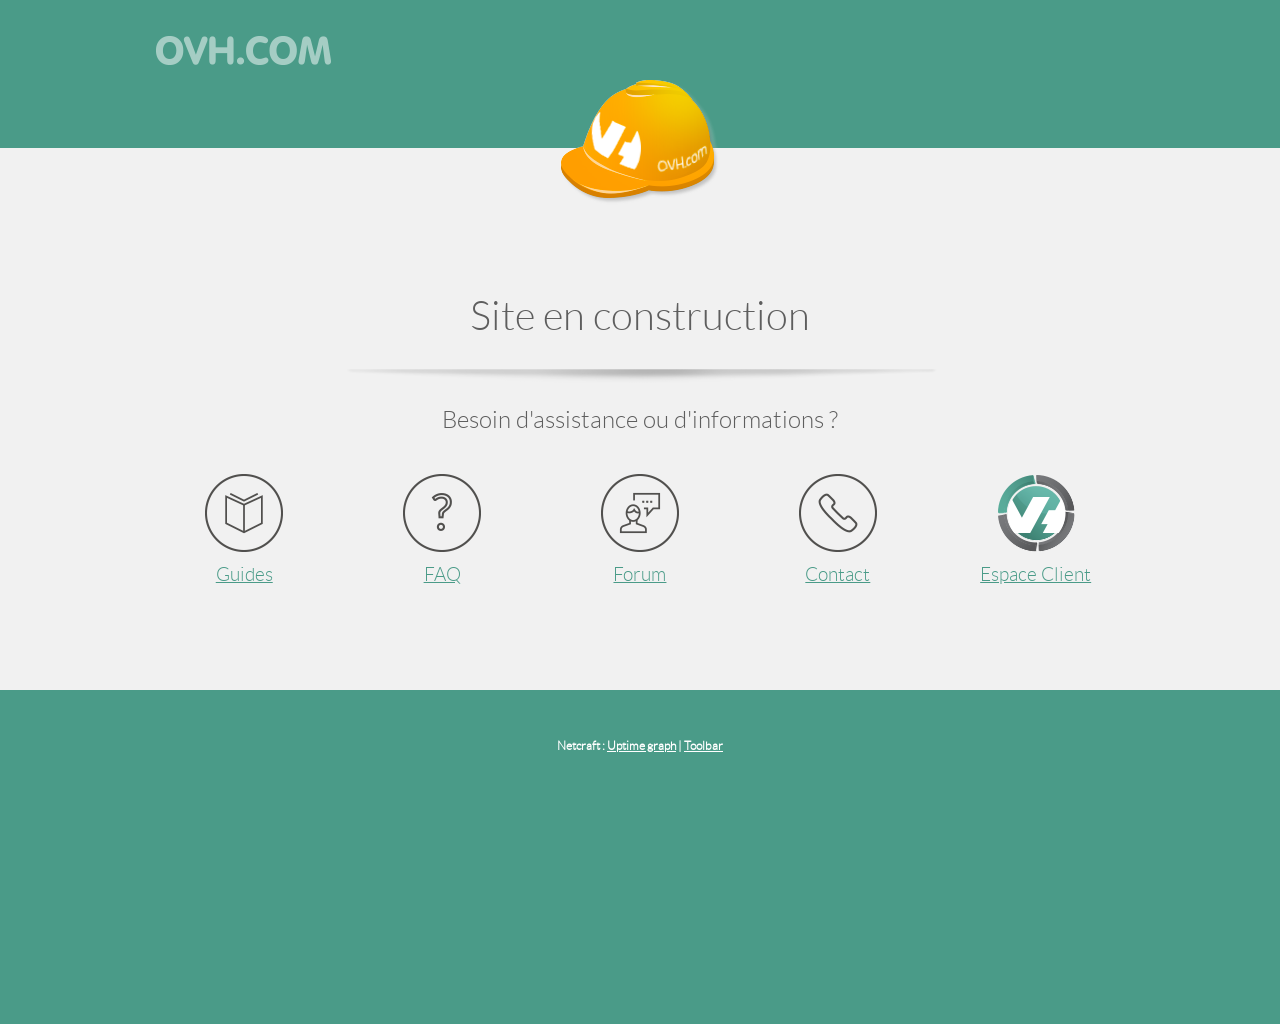 OVH.COM
OVH.com
Site en construction
Besoin d'assistance ou d'informations ?
Guides
FAQ
Forum
Contact
Espace Client
Netcraft : Uptime graph | Toolbar